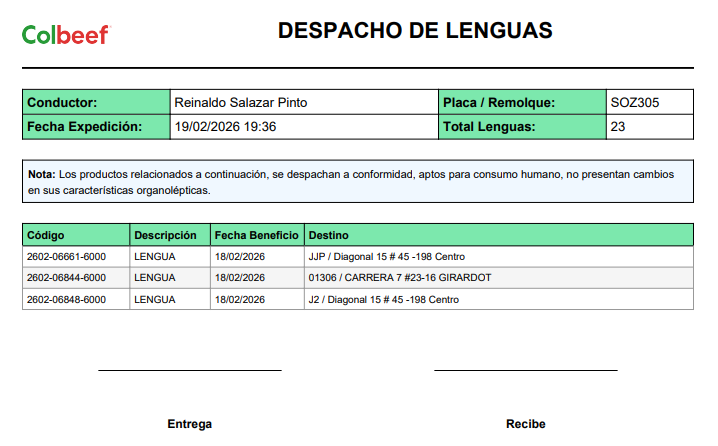 Colbeef
DESPACHO DE LENGUAS
Conductor: Reinaldo Salazar Pinto Placa / Remolque: SOZ305
Fecha Expedición: 19/02/2026 19:36 Total Lenguas: 23
Nota: Los productos relacionados a continuación, se despachan a conformidad, aptos para consumo humano, no presentan cambios
en sus características organolépticas.
Código Descripción Fecha Beneficio Destino
2602-06661-6000 LENGUA 18/02/2026 JJP / Diagonal 15 # 45 -198 Centro
2602-06844-6000 LENGUA 18/02/2026 01306 / CARRERA 7 #23-16 GIRARDOT
2602-06848-6000 LENGUA 18/02/2026 J2 / Diagonal 15 # 45 -198 Centro
Entrega Recibe